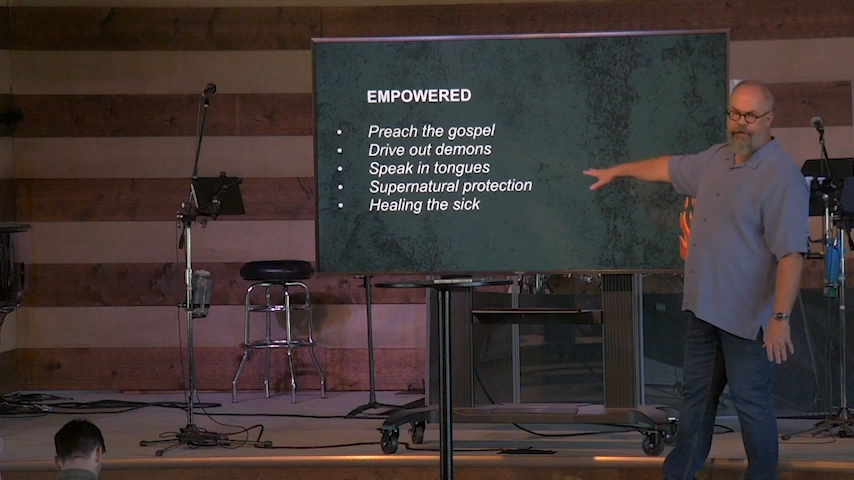 EMPOWERED
• Preach the gospel
• Drive out demons
• Speak in tongues
• Supernatural protection
• Healing the sick